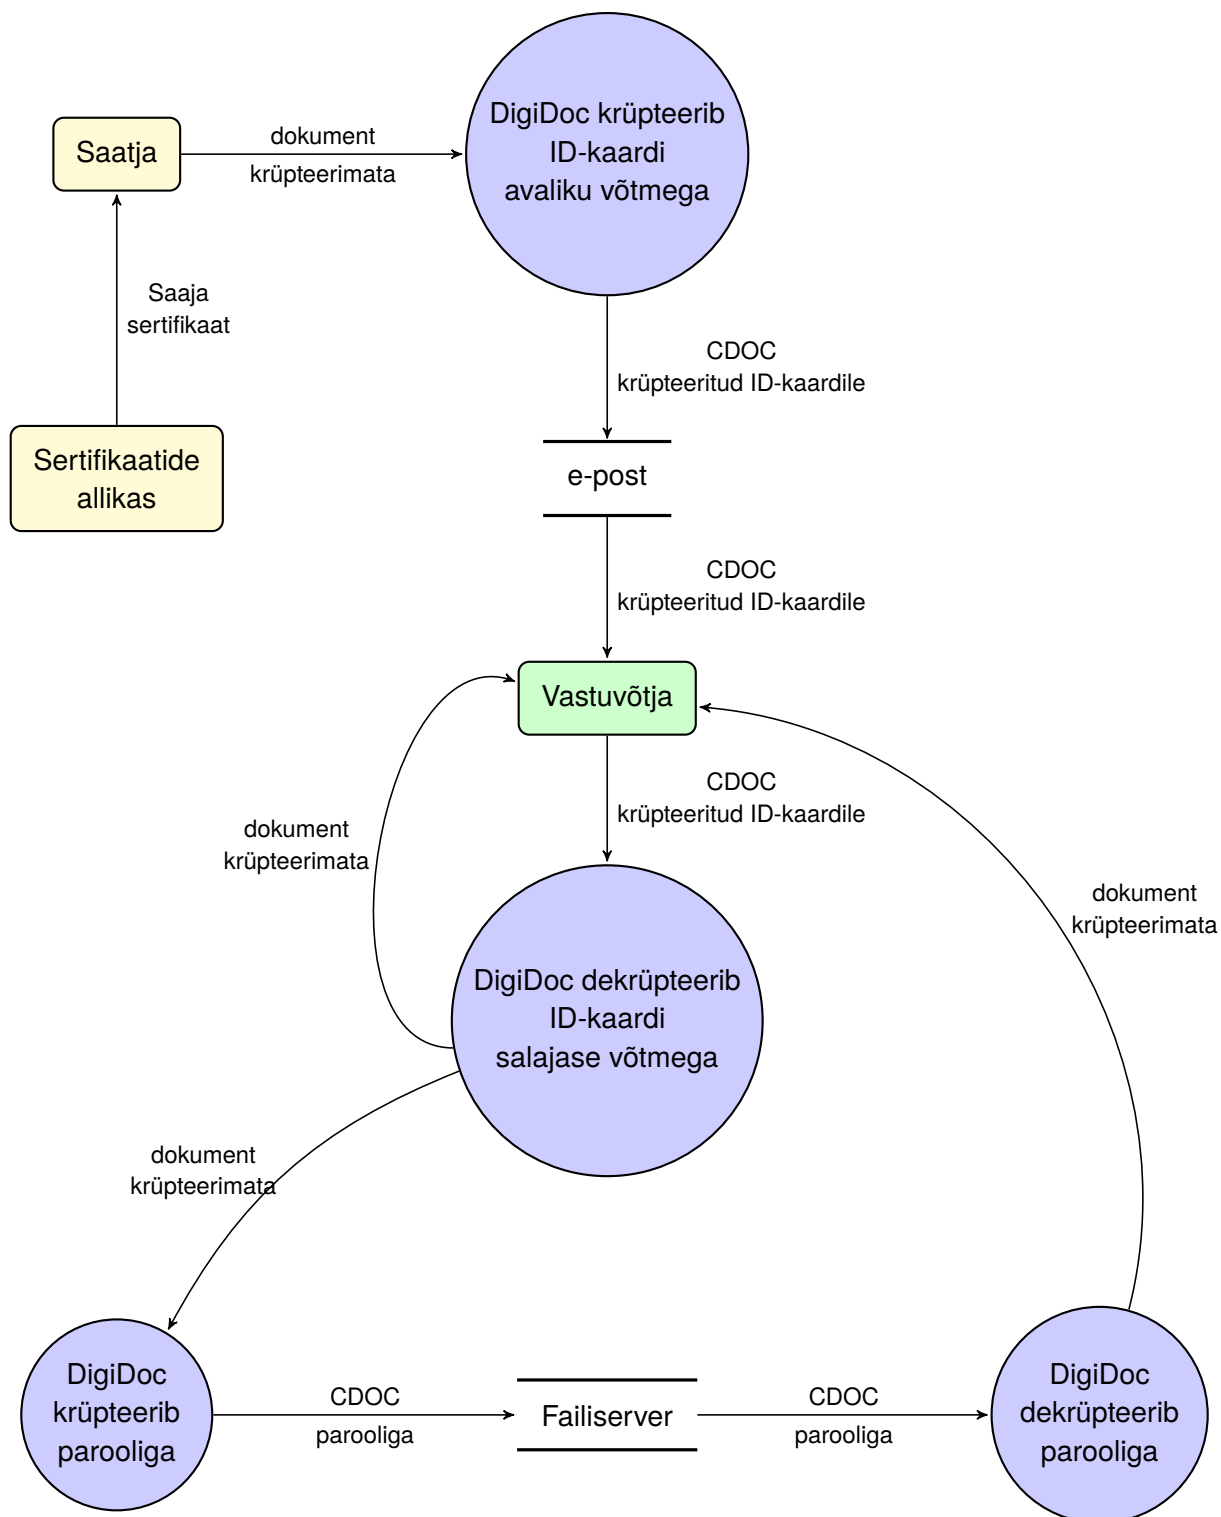 DigiDoc krüpteerib
ID-kaardi
avaliku võtmega
Saatja
dokument
krüpteerimata
Saaja
sertifikaat
CDOC
krüpteeritud ID-kaardile
Sertifikaatide
allikas
e-post
CDOC
krüpteeritud ID-kaardile
Vastuvõtja
CDOC
krüpteeritud ID-kaardile
dokument
krüpteerimata
dokument
krüpteerimata
DigiDoc dekrüpteerib
ID-kaardi
salajase võtmega
dokument
krüpteerimata
DigiDoc
krüpteerib
parooliga
CDOC
parooliga
Failiserver
CDOC
parooliga
DigiDoc
dekrüpteerib
parooliga